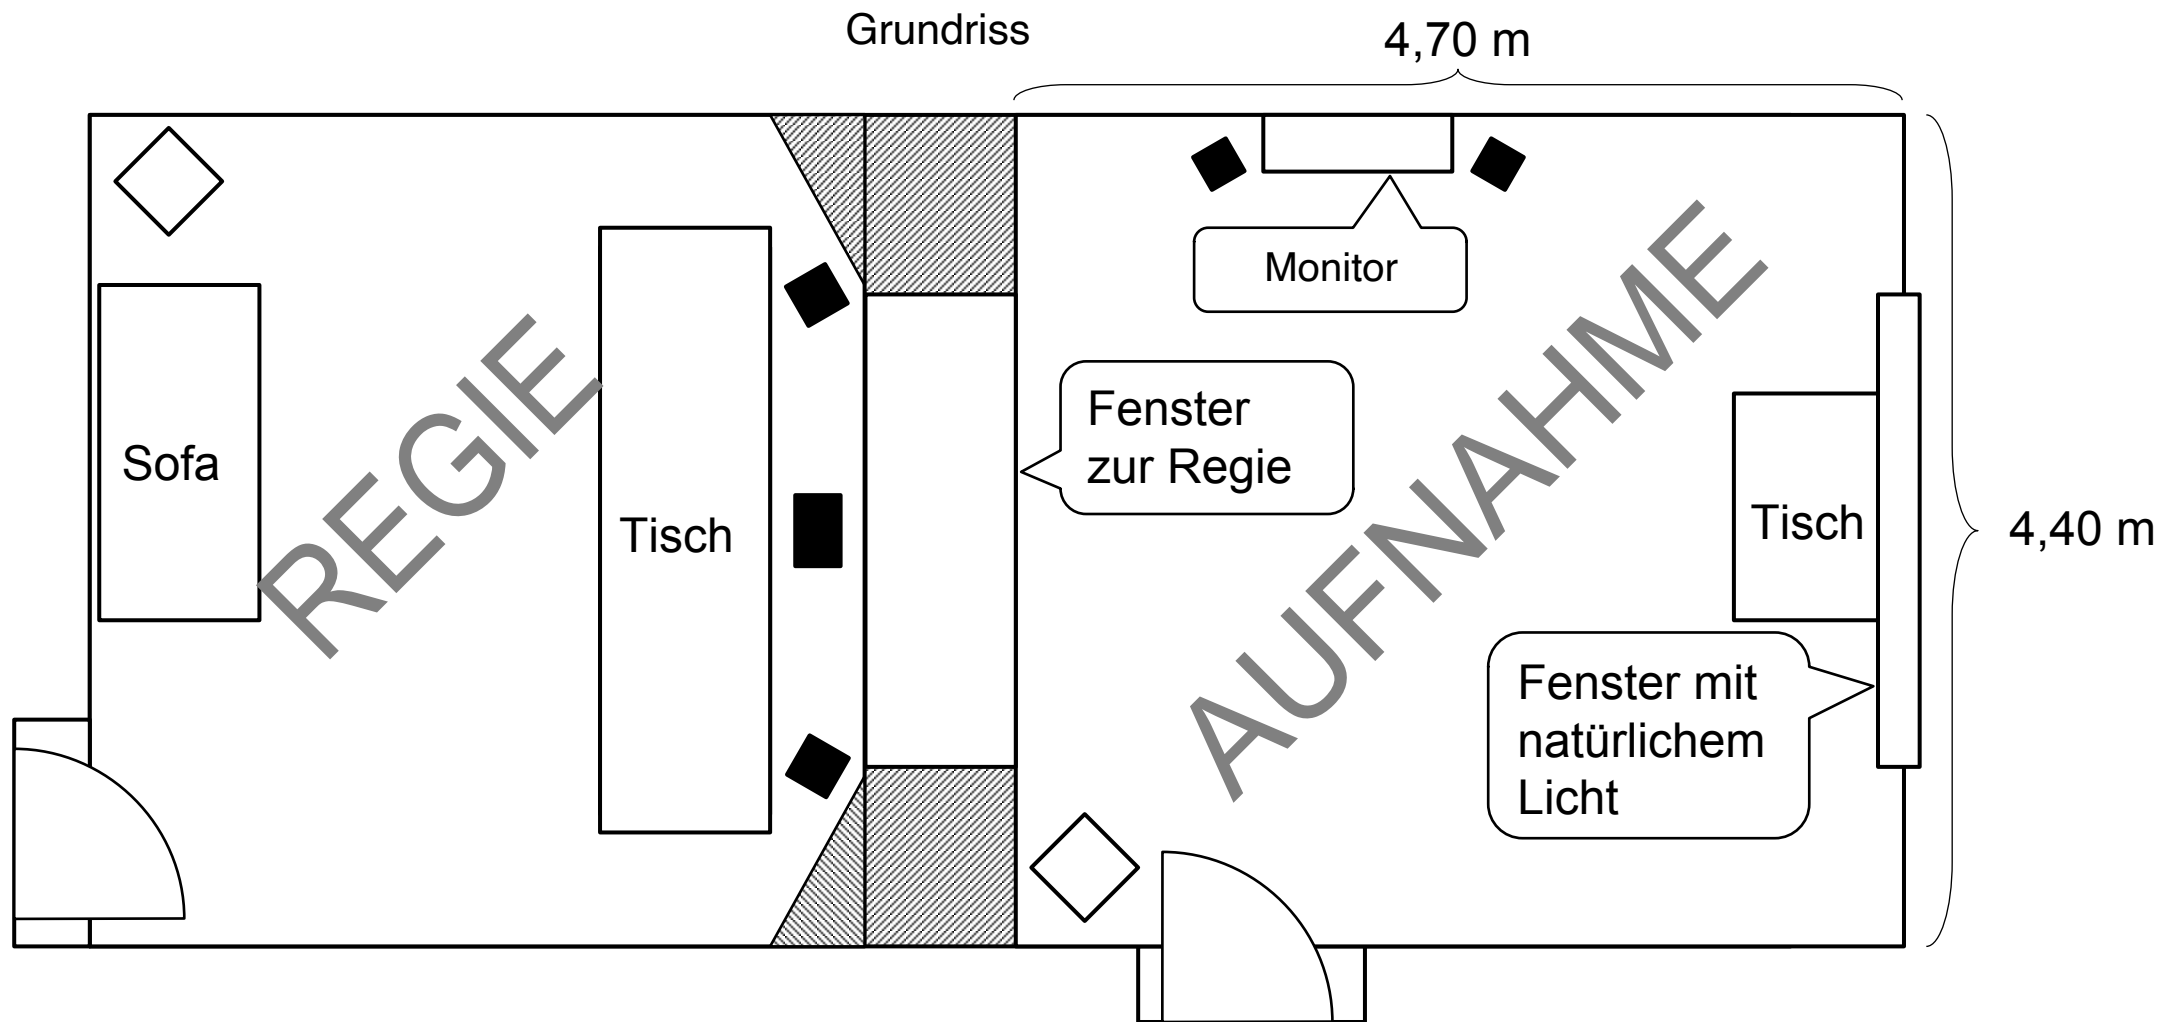 Grundriss
4,70 m
Monitor
Fenster
zur Regie
Sofa
REGIE
Tisch
AUFNAHME
Tisch
4,40 m
Fenster mit
natürlichem
Licht